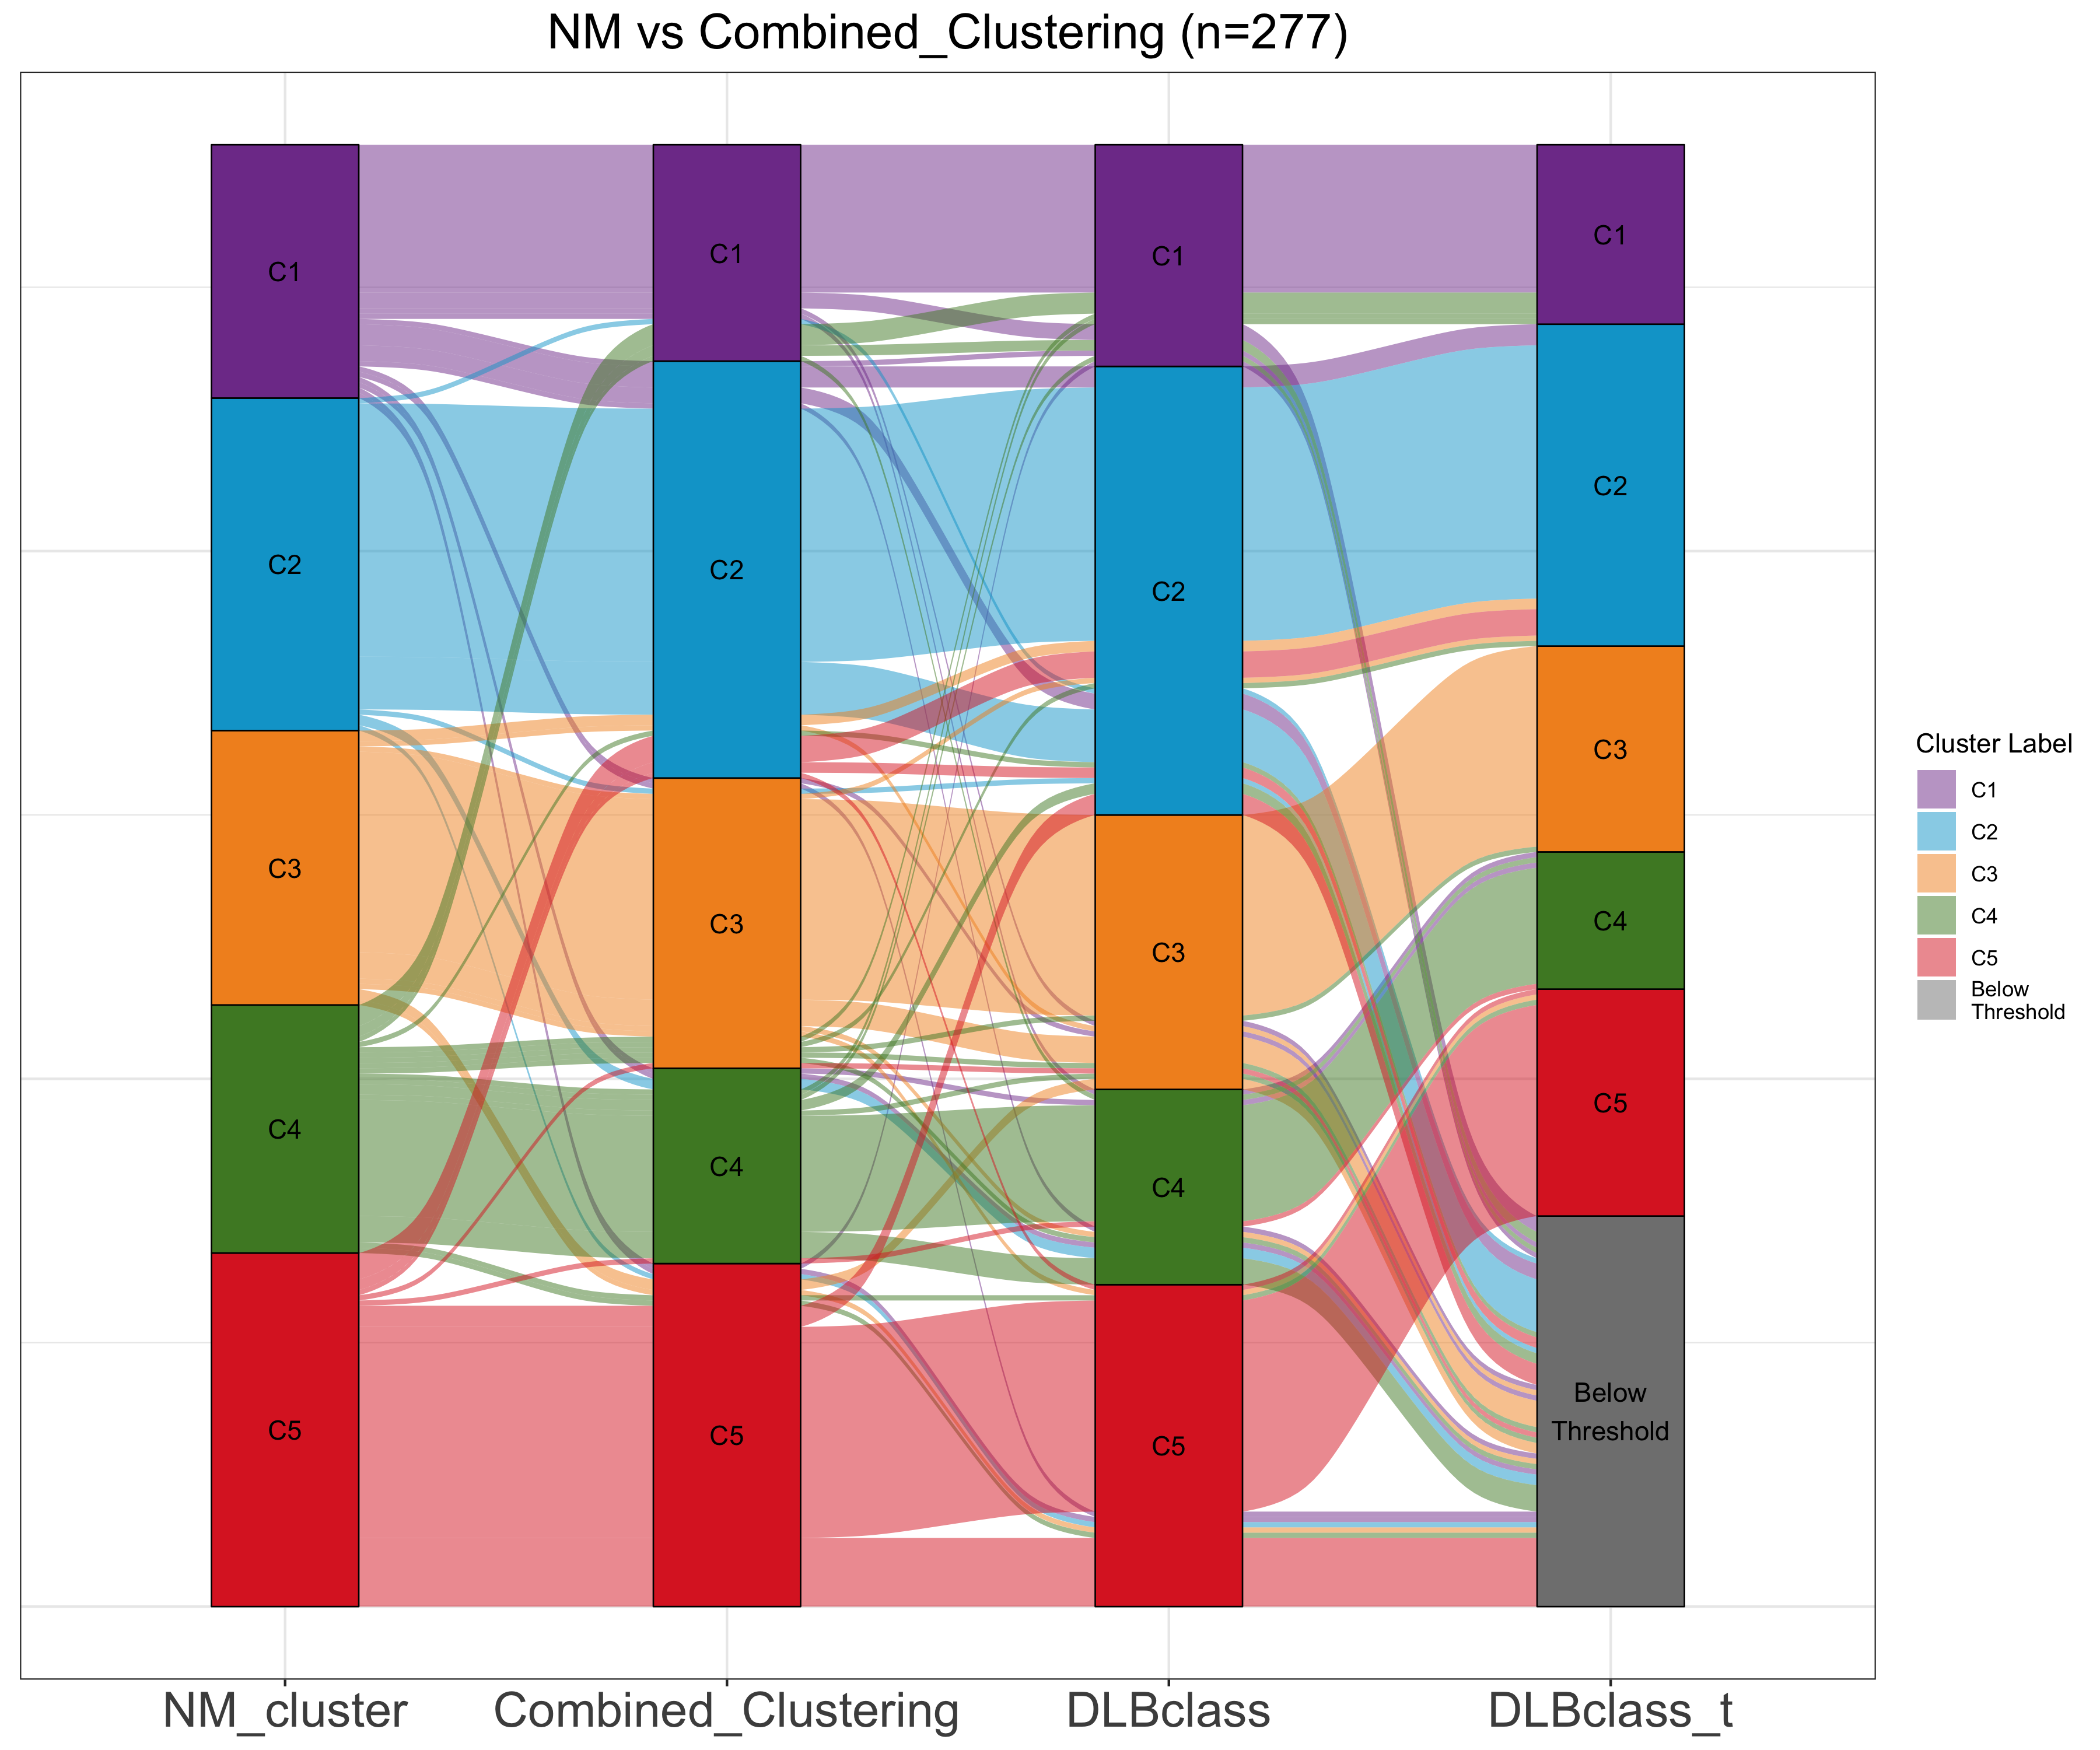 NM vs Combined_Clustering (n=277)
C1
C2
C3
C4
C5
C1
C2
C3
C4
C5
C1
C2
C3
C4
C5
C1
C2
C3
C4
C5
Below
Threshold
Cluster Label
C1
C2
C3
C4
C5
Below
Threshold
NM_cluster
Combined_Clustering
DLBclass
DLBclass_t